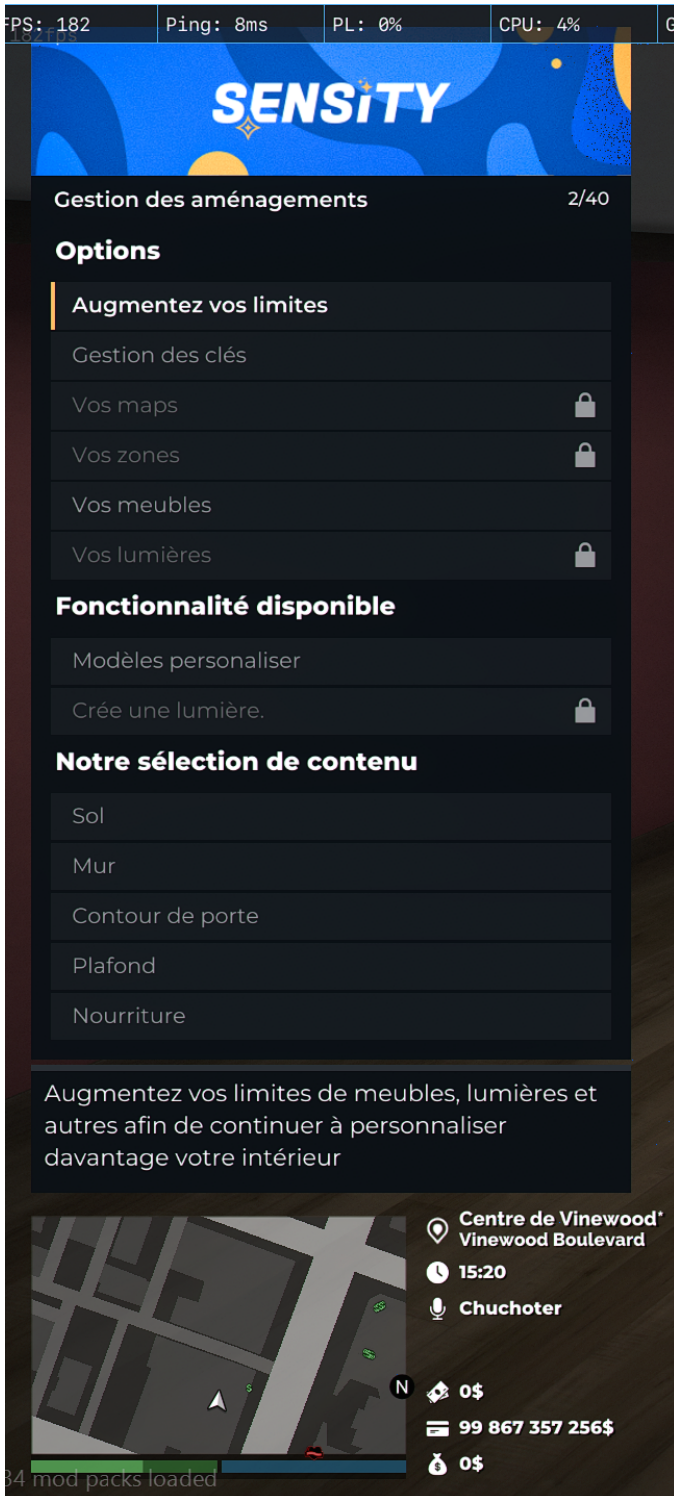 FPS: 182 Ping: 8ms PL: 0% CPU: 4% G
182fps
SENSiTY
Gestion des aménagements 2/40
Options
Augmentez vos limites
Gestion des clés
Vos maps
Vos zones
Vos meubles
Vos lumières
Fonctionnalité disponible
Modèles personaliser
Crée une lumière.
Notre sélection de contenu
Sol
Mur
Contour de porte
Plafond
Nourriture
Augmentez vos limites de meubles, lumières et
autres afin de continuer à personnaliser
davantage votre intérieur
Centre de Vinewood*
Vinewood Boulevard
15:20
Chuchoter
N
0$
99 867 357 256$
0$
34 mod packs loaded